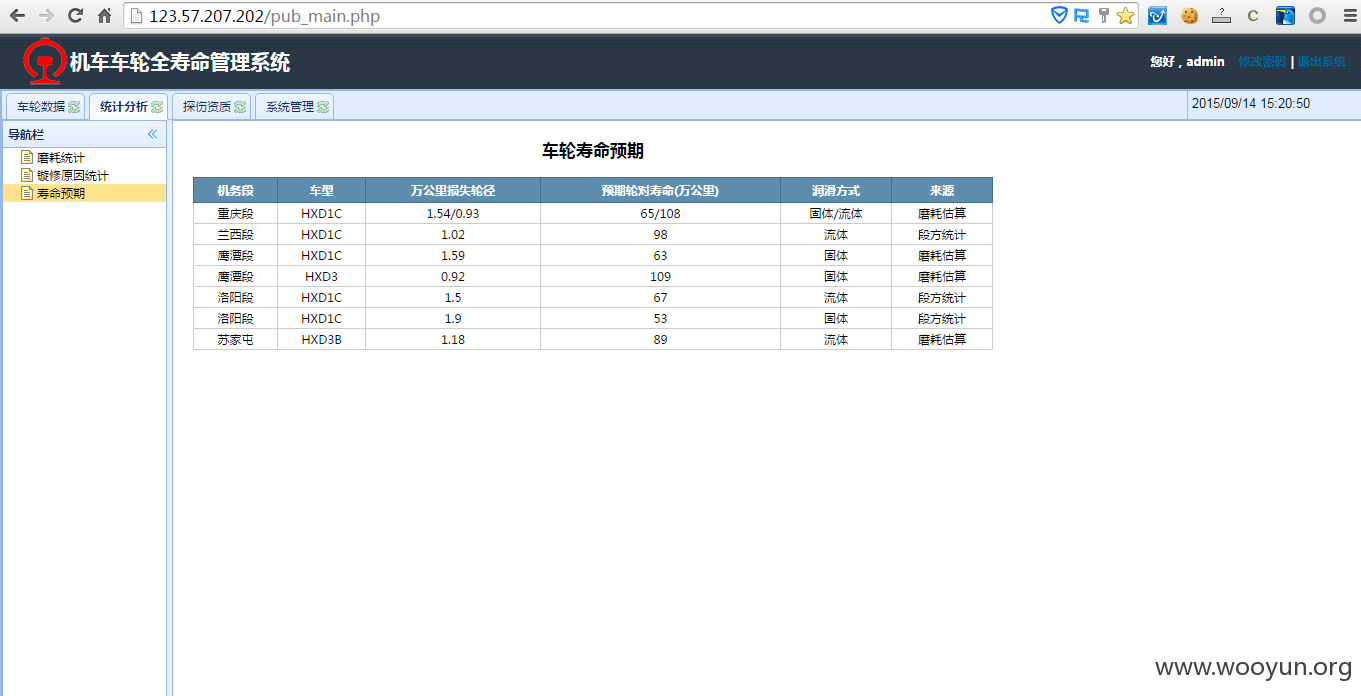 123.57.207.202/pub_main.php
机车车轮全寿命管理系统
您好，admin 修改密码 | 退出系统
车轮数据 统计分析 探伤资质 系统管理 2015/09/14 15:20:50
导航栏
磨耗统计
镟修原因统计
寿命预期
车轮寿命预期
机务段 车型 万公里损失轮径 预期轮对寿命(万公里) 润滑方式 来源
重庆段 HXD1C 1.54/0.93 65/108 固体/流体 磨耗估算
兰西段 HXD1C 1.02 98 流体 段方统计
鹰潭段 HXD1C 1.59 63 固体 磨耗估算
鹰潭段 HXD3 0.92 109 固体 磨耗估算
洛阳段 HXD1C 1.5 67 流体 段方统计
洛阳段 HXD1C 1.9 53 固体 段方统计
苏家屯 HXD3B 1.18 89 流体 磨耗估算
www.wooyun.org